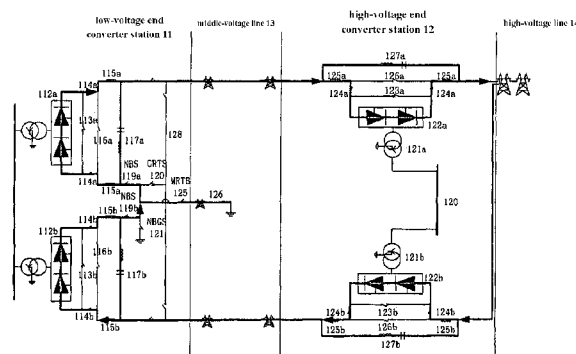 low-voltage end
converter station 11
middle-voltage line 13
high-voltage end
converter station 12
high-voltage line 14
127a
115a
125a
126a
125a
114a
124a
123a
124a
112a
113a
116a
117a
128
122a
NBS
GRTS
121a
119a
120
MRTB
114a
115a
125
126
120
NBS
115b
119b
NBGS
114b
121
121b
112b
116b
122b
113b
117b
124b
123b
124b
114b
125b
126b
125b
115b
127b